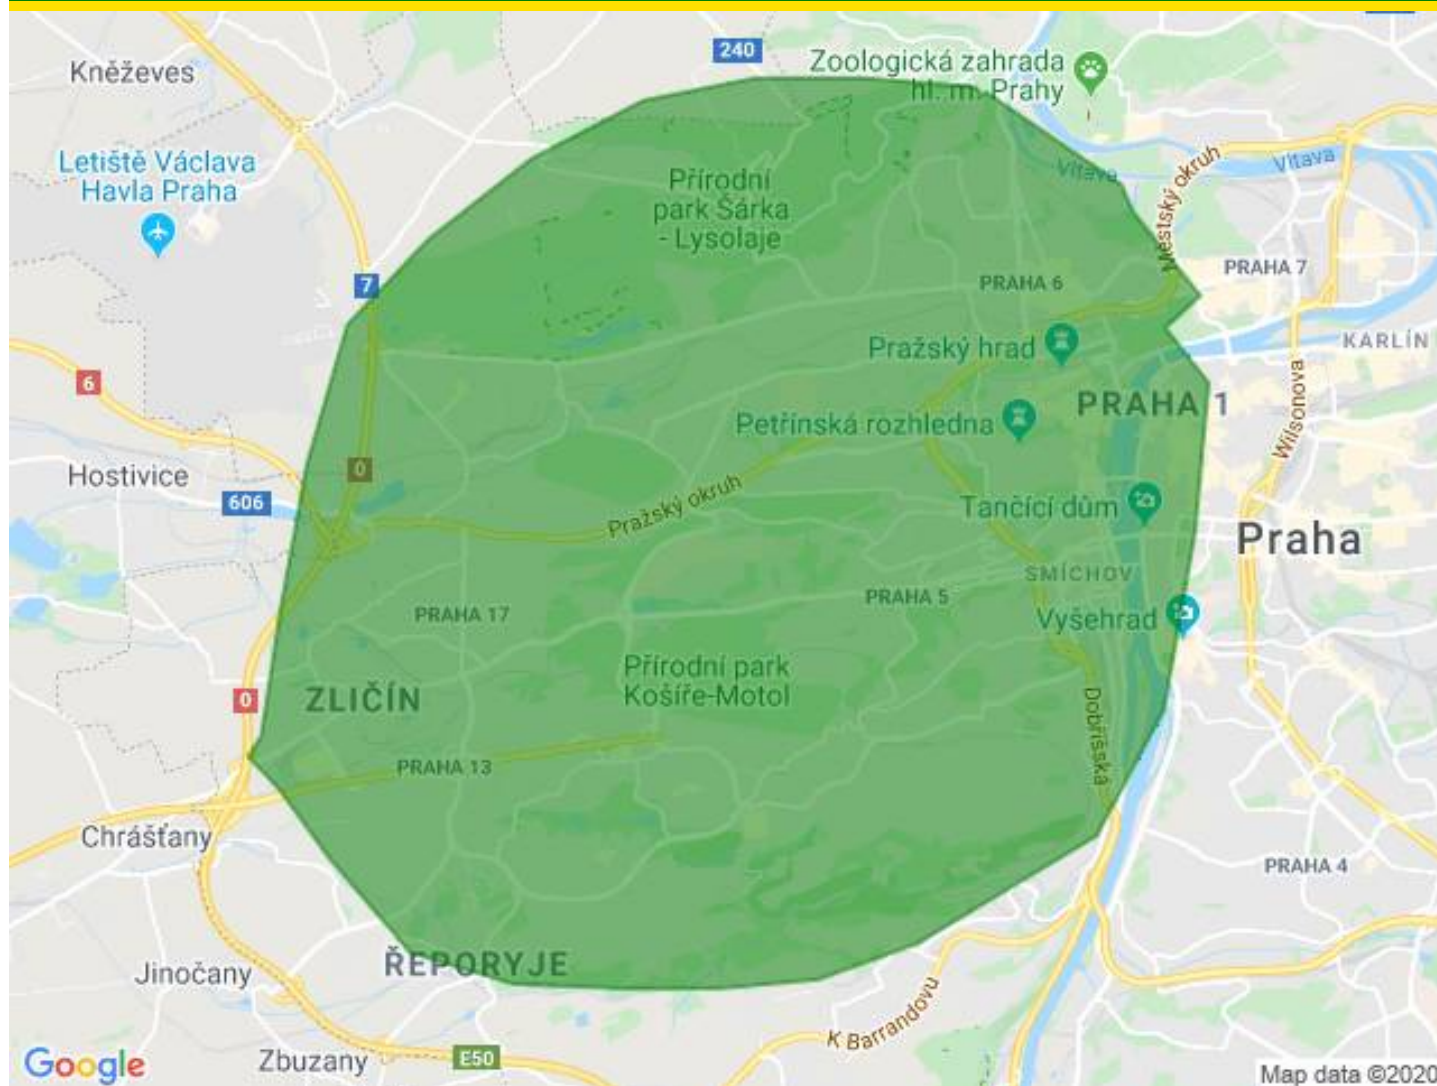 240
Kněževes
Zoologická zahrada
hl. m. Prahy
Letiště Václava
Havla Praha
Městský okruh
Vltava
Vltava
Přírodní
park Šárka
- Lysolaje
PRAHA 7
7
PRAHA 6
KARLÍN
Pražský hrad
6
PRAHA 1
Petřínská rozhledna
Wilsonova
0
Hostivice
606
Pražský okruh
Tančící dům
Praha
SMÍCHOV
PRAHA 5
PRAHA 17
Vyšehrad
Přírodní park
Košíře-Motol
0
ZLIČÍN
Dobříšská
PRAHA 13
Chrášťany
PRAHA 4
ŘEPORYJE
Jinočany
K Barrandovu
Zbuzany
E50
Google
Map data ©2020